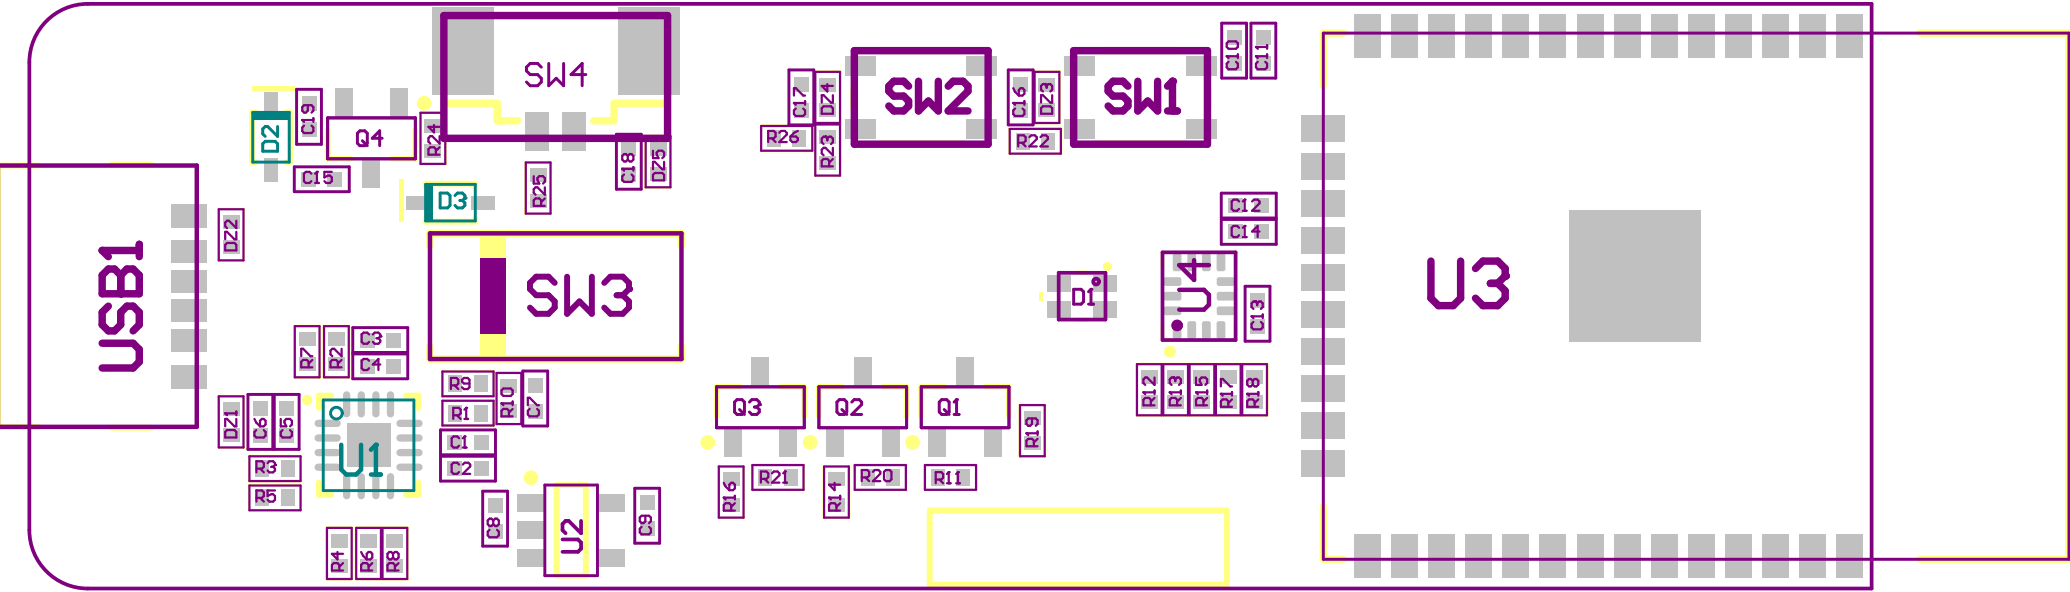 SW4
C10
C11
C17
DZ4
SW2
C16
DZ3
SW1
C19
D2
Q4
R24
R26
R23
R22
C18
DZ5
C15
D3
R25
C12
C14
DZ2
USB1
SW3
D1
U4
C13
U3
R7
R2
C3
C4
R9
R10
C7
R1
R12
R13
R15
R17
R18
DZ1
C6
C5
Q3
Q2
Q1
R19
C1
C2
U1
R3
R5
R16
R21
R14
R20
R11
C8
U2
C9
R4
R6
R8